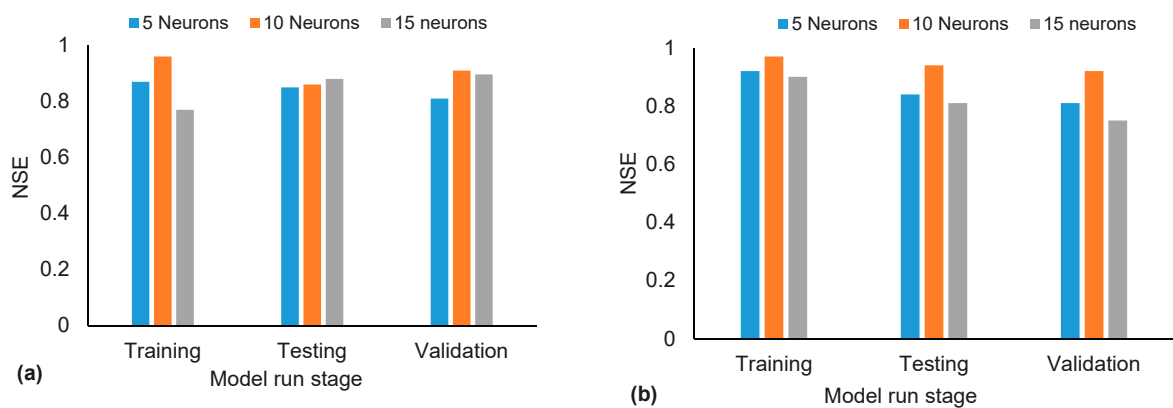 5 Neurons 10 Neurons 15 neurons
1
0.8
0.6
0.4
0.2
0
NSE
Training Testing Validation
Model run stage
(a)
5 Neurons 10 Neurons 15 Neurons
1
0.8
0.6
0.4
0.2
0
NSE
Training Testing Validation
Model run stage
(b)